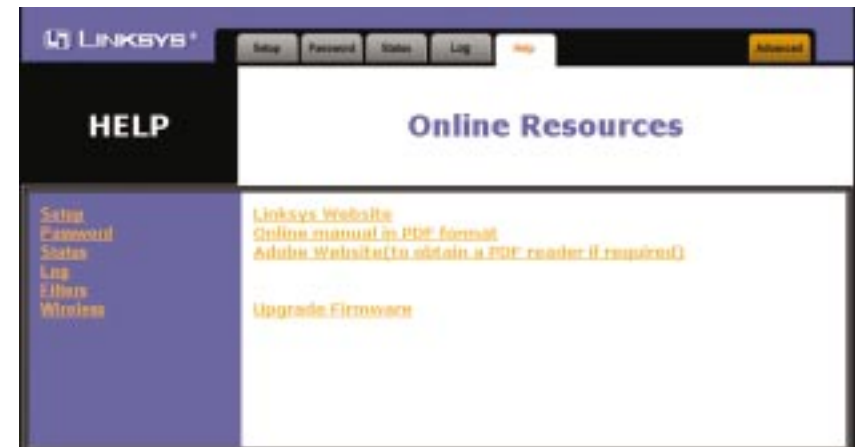 LINKSYS®
Setup Password Status Log Help Advanced
HELP
Online Resources
Setup
Password
Status
Log
Filters
Wireless
Linksys Website
Online manual in PDF format
Adobe Website(to obtain a PDF reader if required)
Upgrade Firmware